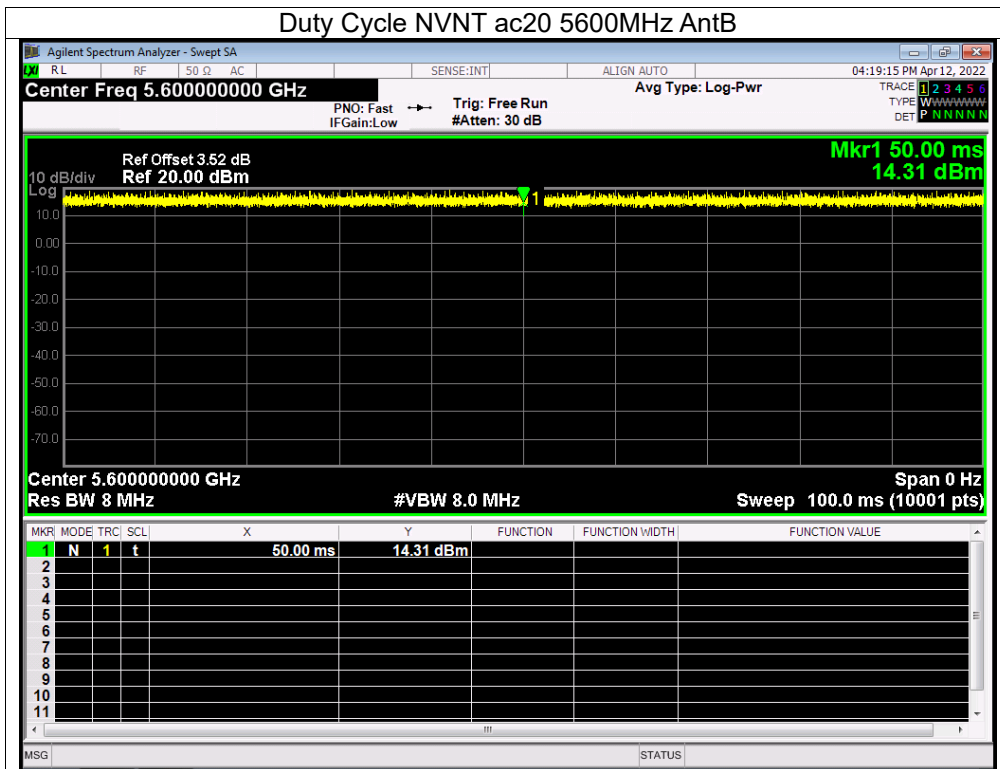 Duty Cycle NVNT ac20 5600MHz AntB
Agilent Spectrum Analyzer - Swept SA
LXI RL RF 50 Ω AC SENSE:INT ALIGN AUTO 04:19:15 PM Apr 12, 2022
Center Freq 5.600000000 GHz Avg Type: Log-Pwr TRACE 1 2 3 4 5 6
PNO: Fast Trig: Free Run TYPE WWWWWW
IFGain:Low #Atten: 30 dB DET P N N N N N
Mkr1 50.00 ms
14.31 dBm
Ref Offset 3.52 dB
10 dB/div Ref 20.00 dBm
Log
1
10.0
0.00
-10.0
-20.0
-30.0
-40.0
-50.0
-60.0
-70.0
Center 5.600000000 GHz Span 0 Hz
Res BW 8 MHz #VBW 8.0 MHz Sweep 100.0 ms (10001 pts)
MKR MODE TRC SCL X Y FUNCTION FUNCTION WIDTH FUNCTION VALUE
1 N 1 t 50.00 ms 14.31 dBm
2
3
4
5
6
7
8
9
10
11
MSG STATUS